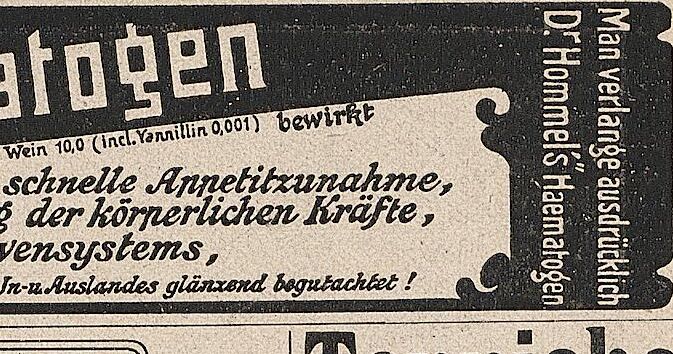 atogen
Wein 10,0 (incl. Vannillin 0,001) bewirkt
schnelle Appetitzunahme,
g der körperlichen Kräfte,
vensystems,
In-u. Auslandes glänzend begutachtet!
Man verlange ausdrücklich
Dr. Hommel's "Haematogen